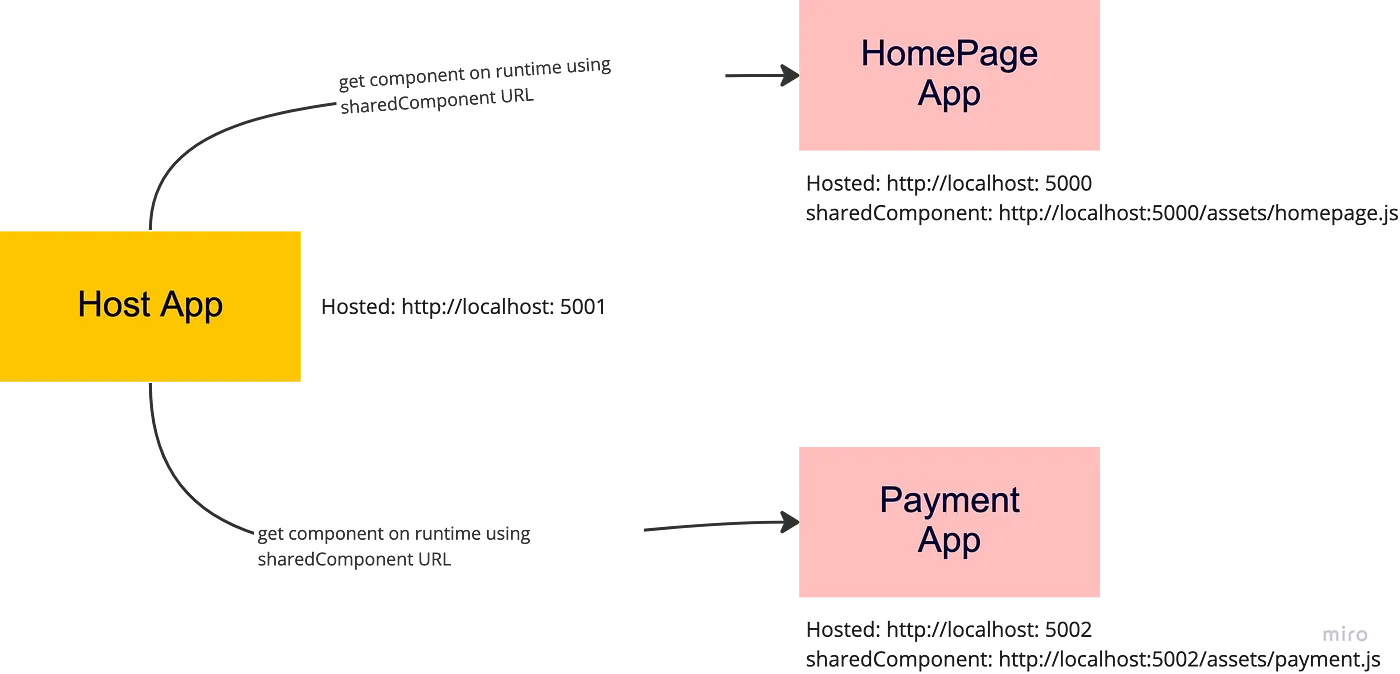 get component on runtime using
sharedComponent URL
HomePage
App
Hosted: http://localhost: 5000
sharedComponent: http://localhost:5000/assets/homepage.js
Host App
Hosted: http://localhost: 5001
get component on runtime using
sharedComponent URL
Payment
App
Hosted: http://localhost: 5002
sharedComponent: http://localhost:5002/assets/payment.js
miro